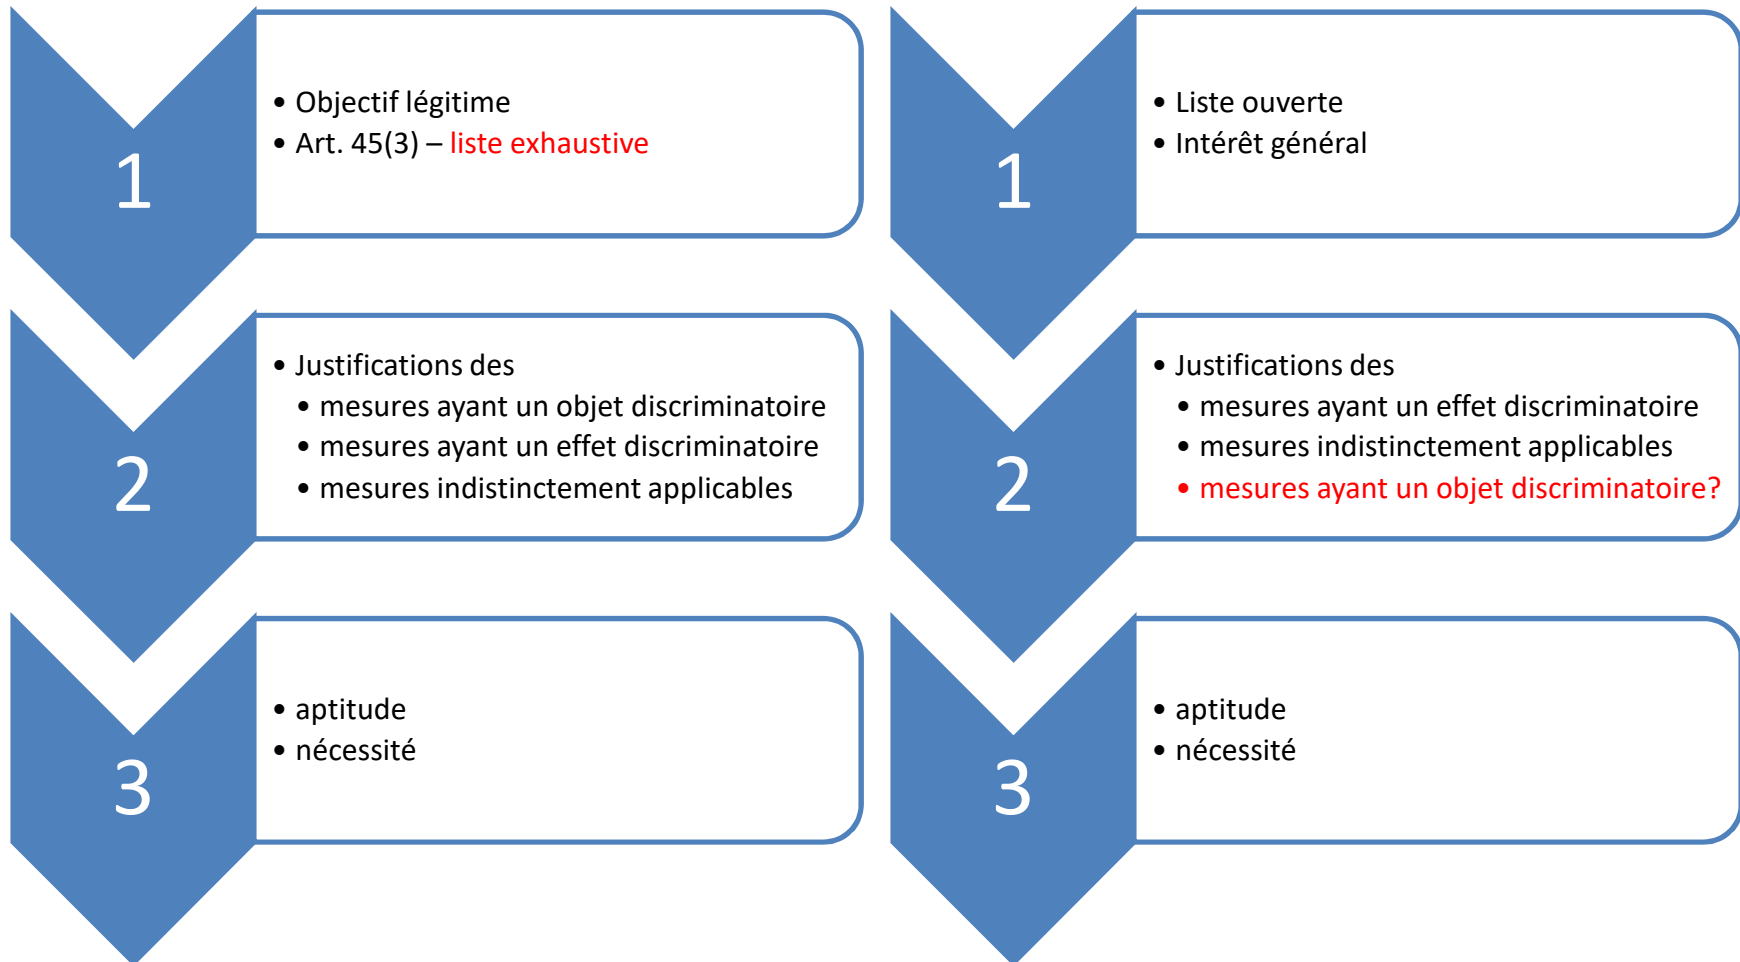 1
• Objectif légitime
• Art. 45(3) – liste exhaustive
2
• Justifications des
• mesures ayant un objet discriminatoire
• mesures ayant un effet discriminatoire
• mesures indistinctement applicables
3
• aptitude
• nécessité
1
• Liste ouverte
• Intérêt général
2
• Justifications des
• mesures ayant un effet discriminatoire
• mesures indistinctement applicables
• mesures ayant un objet discriminatoire?
3
• aptitude
• nécessité